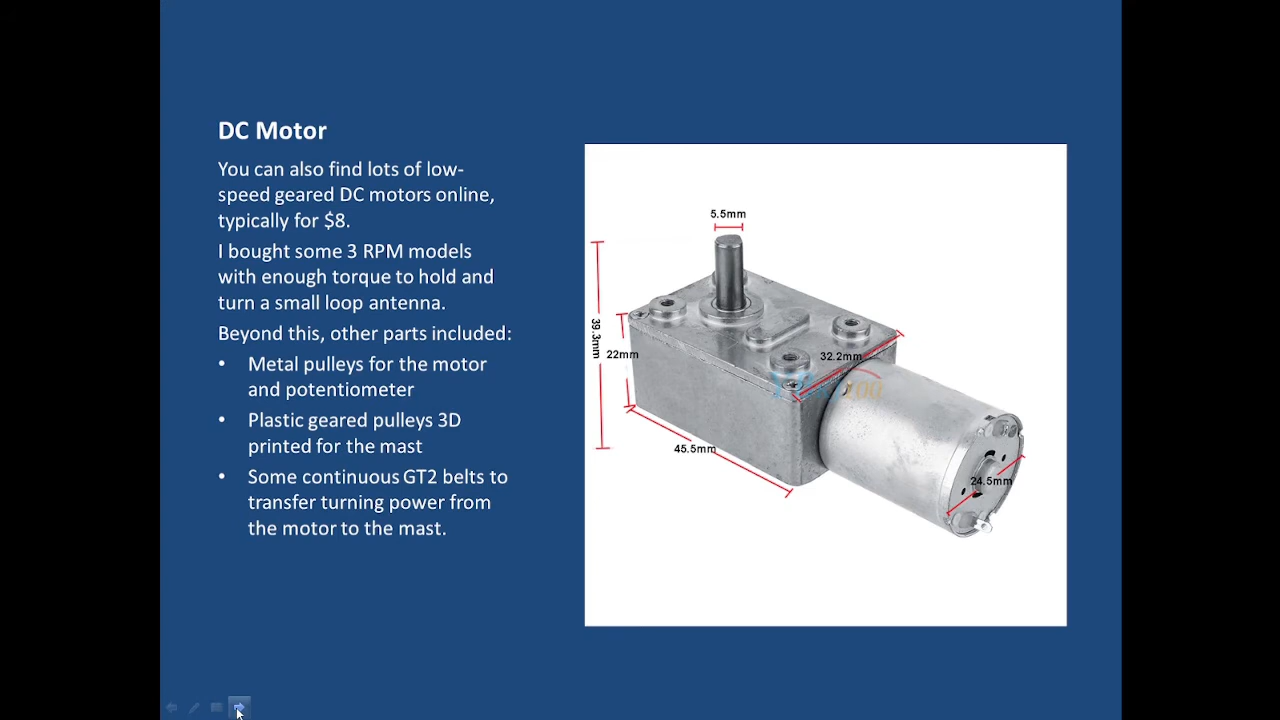 DC Motor
You can also find lots of low-
speed geared DC motors online,
typically for $8.
I bought some 3 RPM models
with enough torque to hold and
turn a small loop antenna.
Beyond this, other parts included:
• Metal pulleys for the motor
and potentiometer
• Plastic geared pulleys 3D
printed for the mast
• Some continuous GT2 belts to
transfer turning power from
the motor to the mast.
5.5mm
39.3mm
22mm
32.2mm
45.5mm
24.5mm